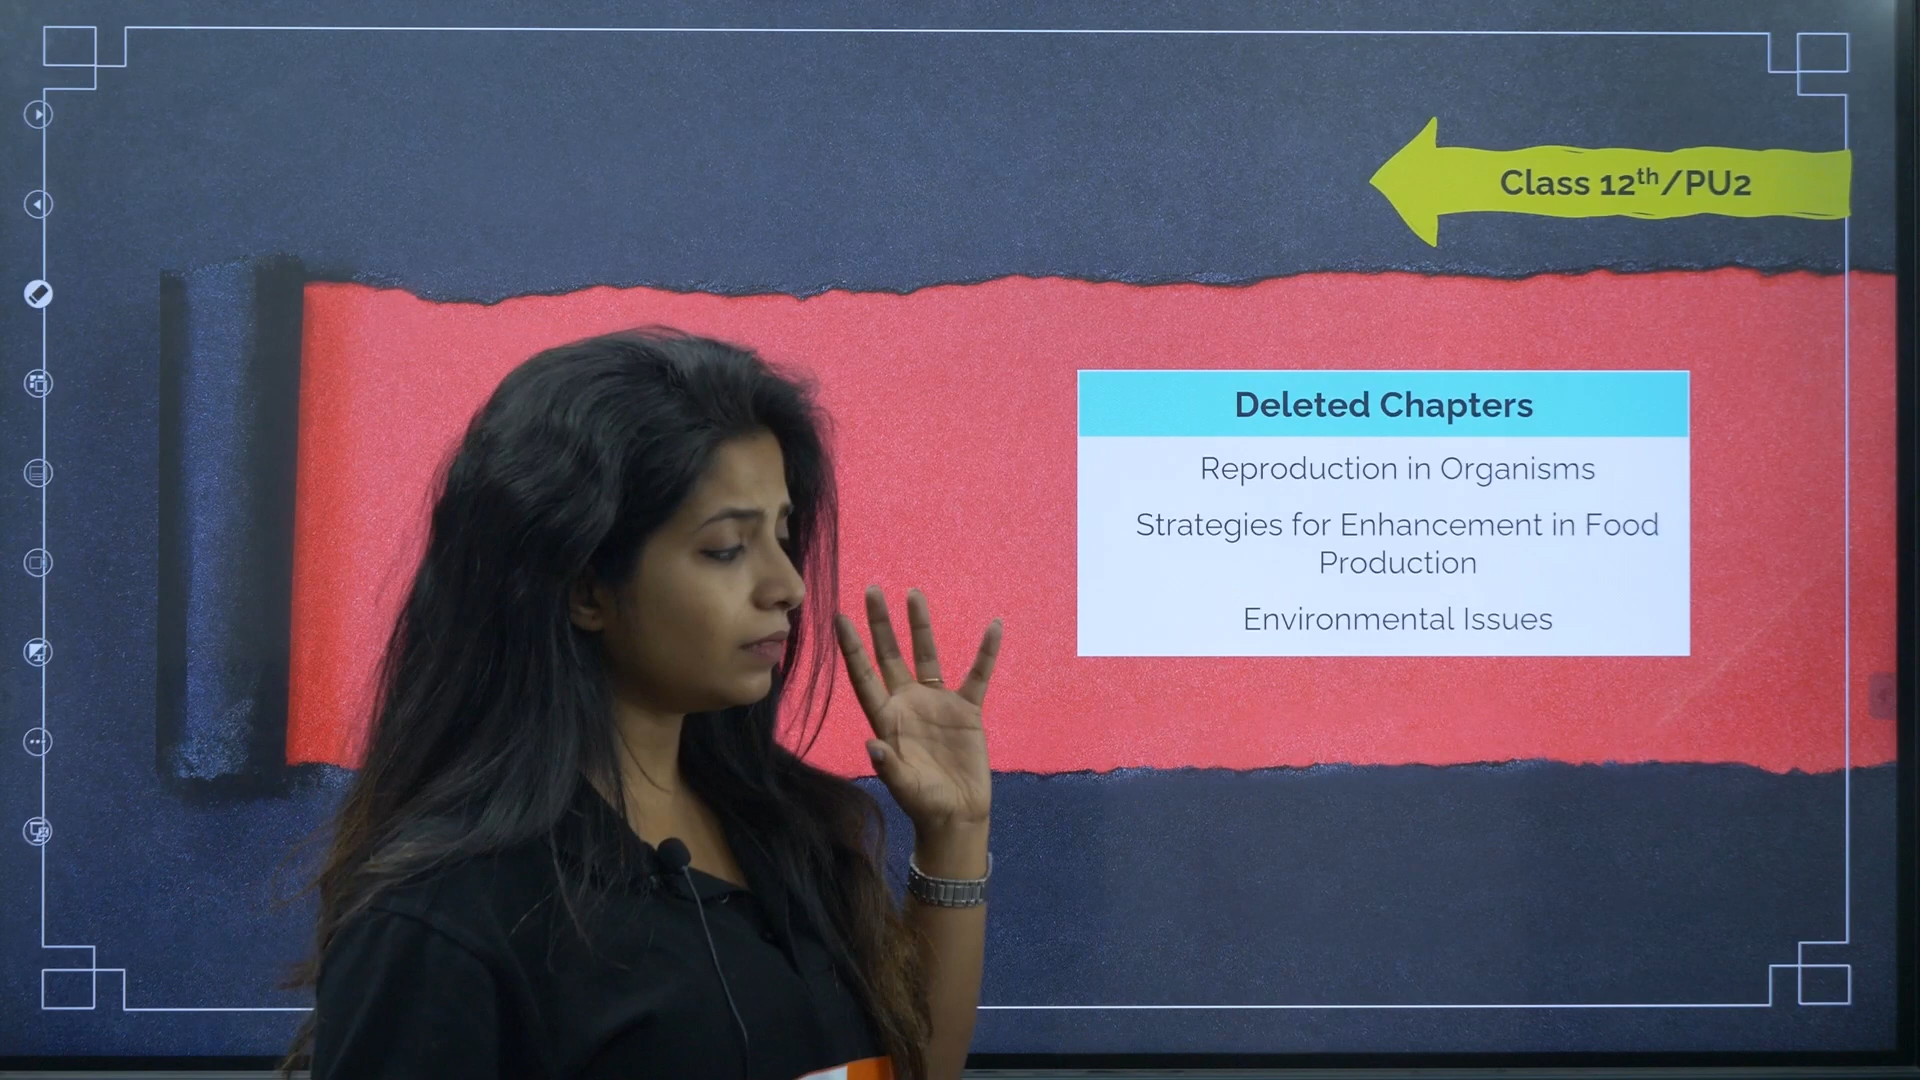 Class 12th/PU2
Deleted Chapters
Reproduction in Organisms
Strategies for Enhancement in Food
Production
Environmental Issues